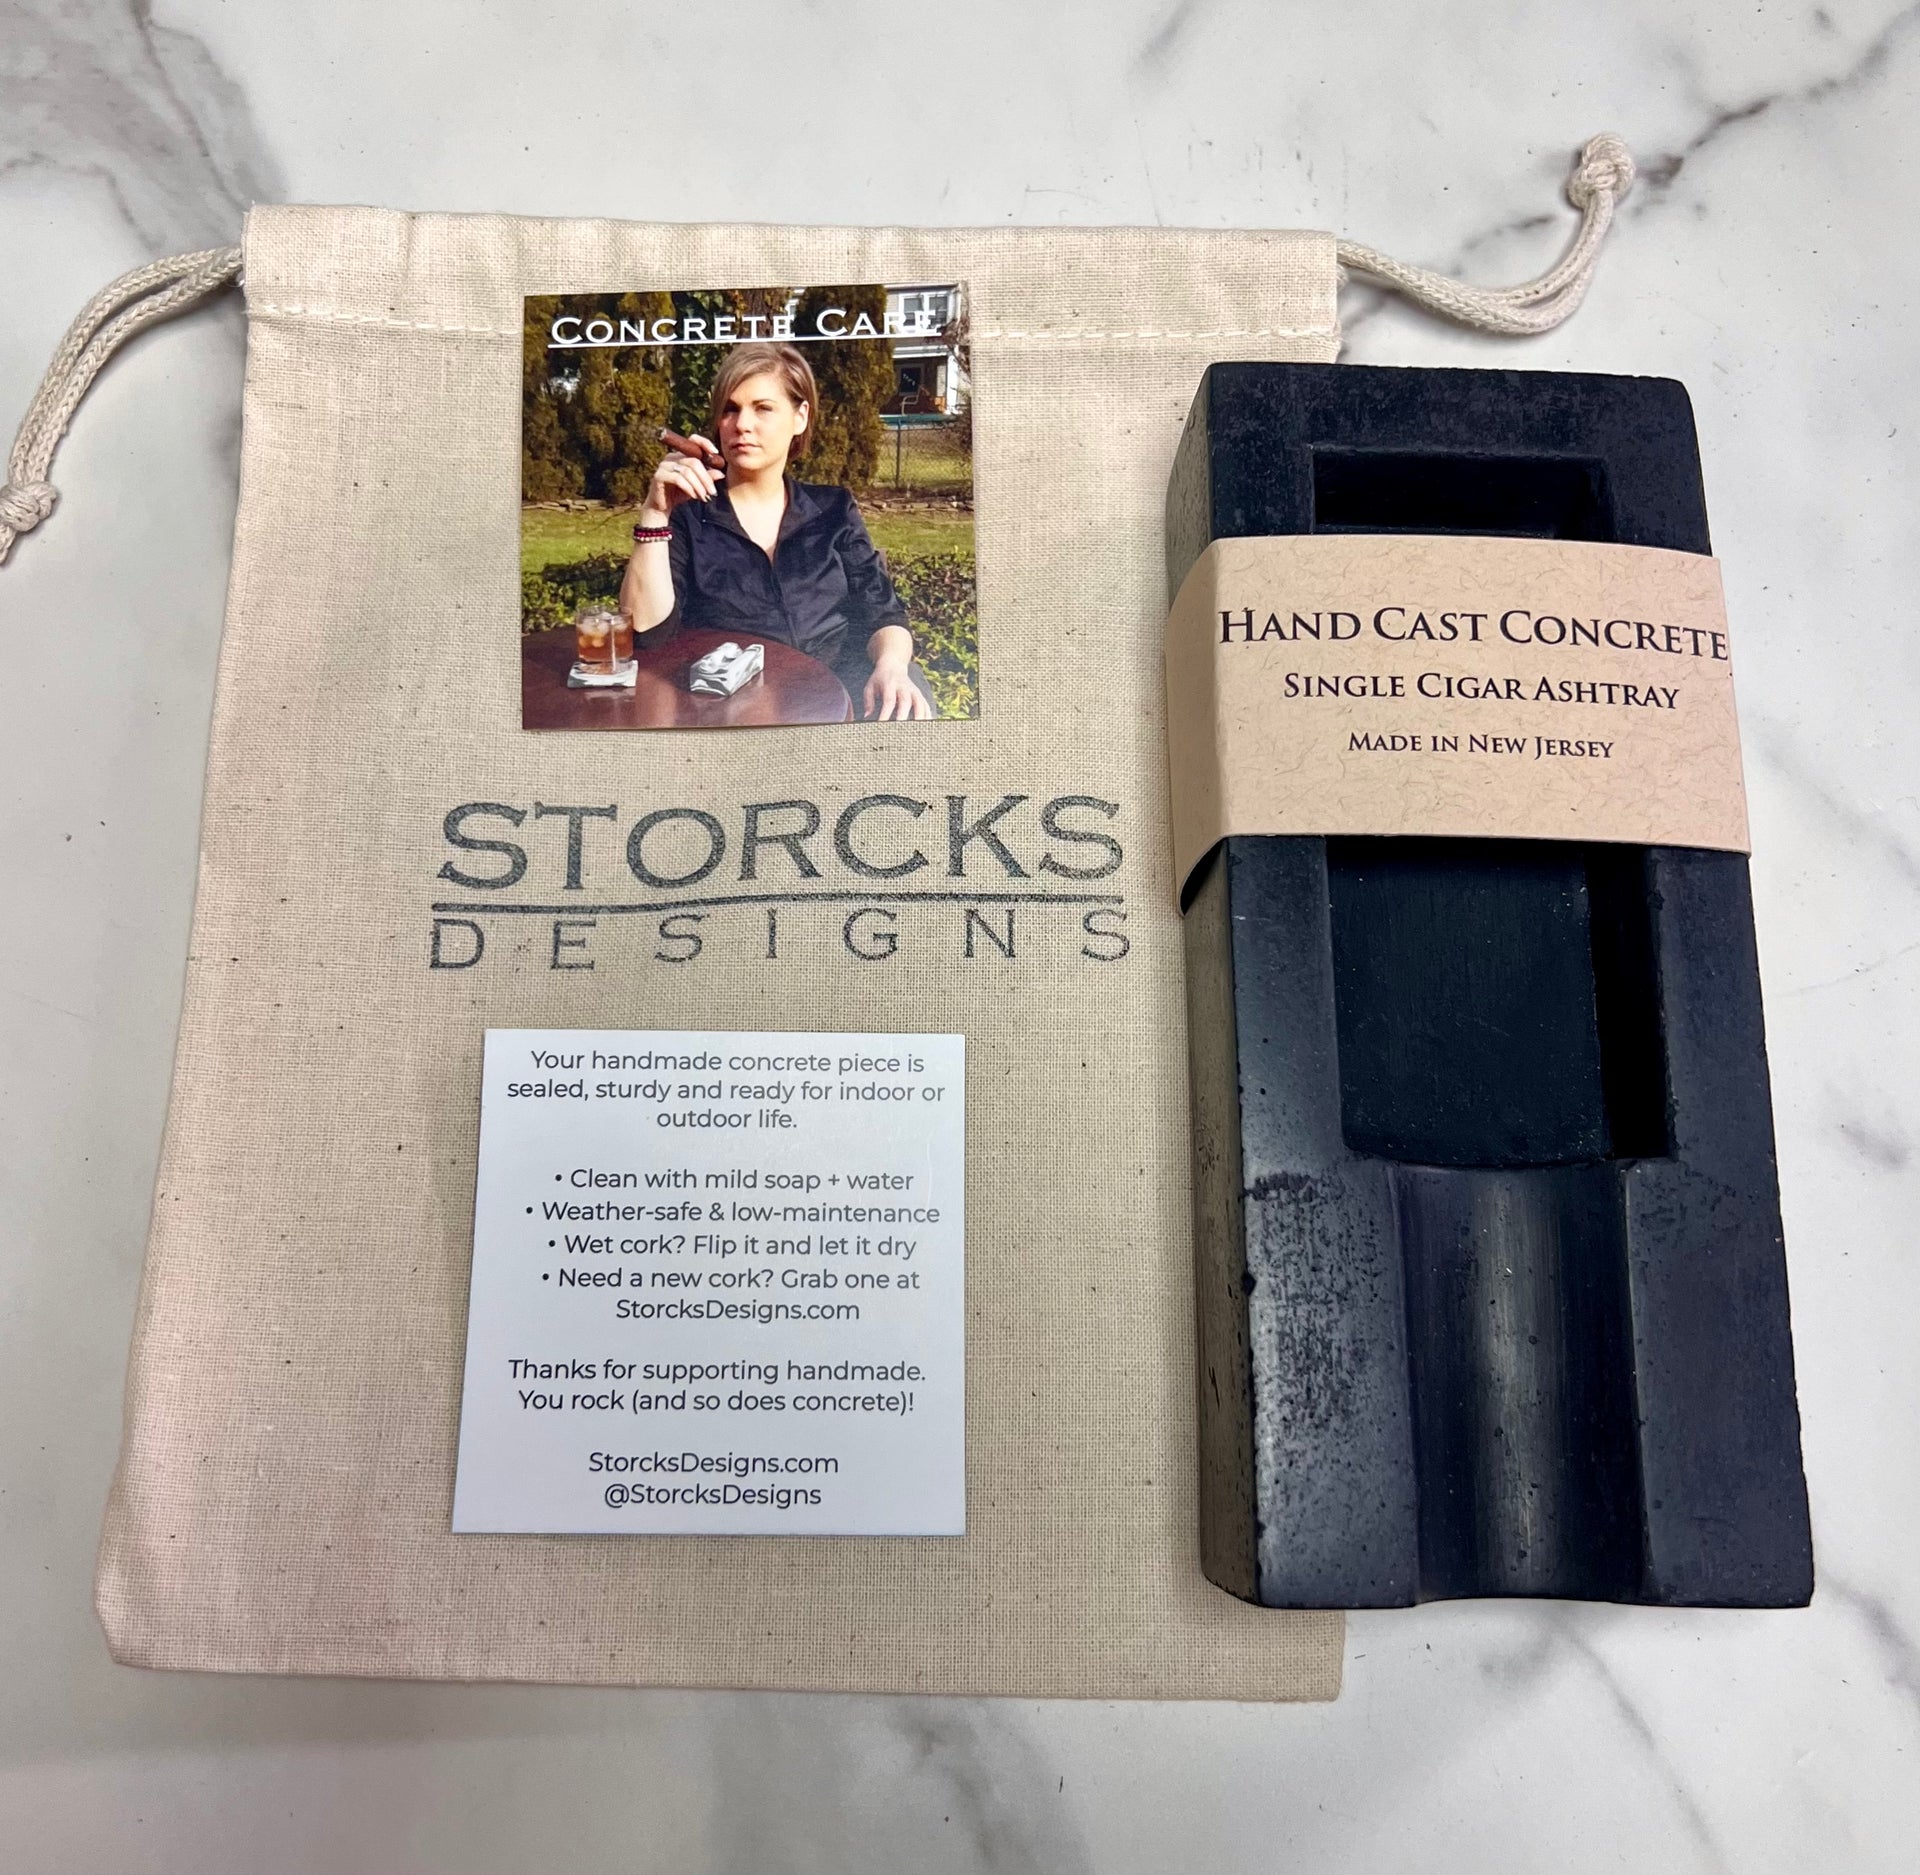 CONCRETE CARE
STORCKS
DESIGNS
Your handmade concrete piece is
sealed, sturdy and ready for indoor or
outdoor life.
• Clean with mild soap + water
• Weather-safe & low-maintenance
• Wet cork? Flip it and let it dry
• Need a new cork? Grab one at
StorcksDesigns.com
Thanks for supporting handmade.
You rock (and so does concrete)!
StorcksDesigns.com
@StorcksDesigns
HAND CAST CONCRETE
SINGLE CIGAR ASHTRAY
MADE IN NEW JERSEY